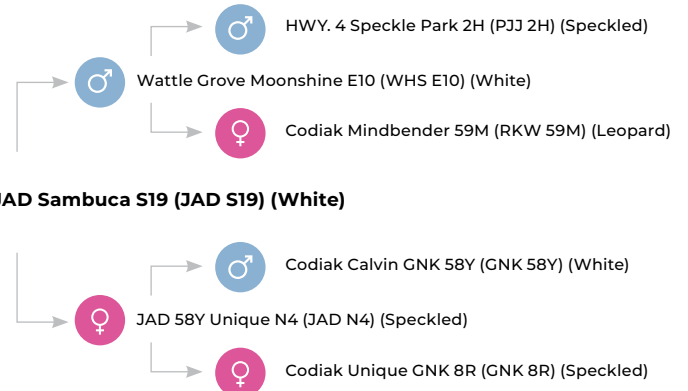 HWY. 4 Speckle Park 2H (PJJ 2H) (Speckled)
Wattle Grove Moonshine E10 (WHS E10) (White)
Codiak Mindbender 59M (RKW 59M) (Leopard)
JAD Sambuca S19 (JAD S19) (White)
Codiak Calvin GNK 58Y (GNK 58Y) (White)
JAD 58Y Unique N4 (JAD N4) (Speckled)
Codiak Unique GNK 8R (GNK 8R) (Speckled)